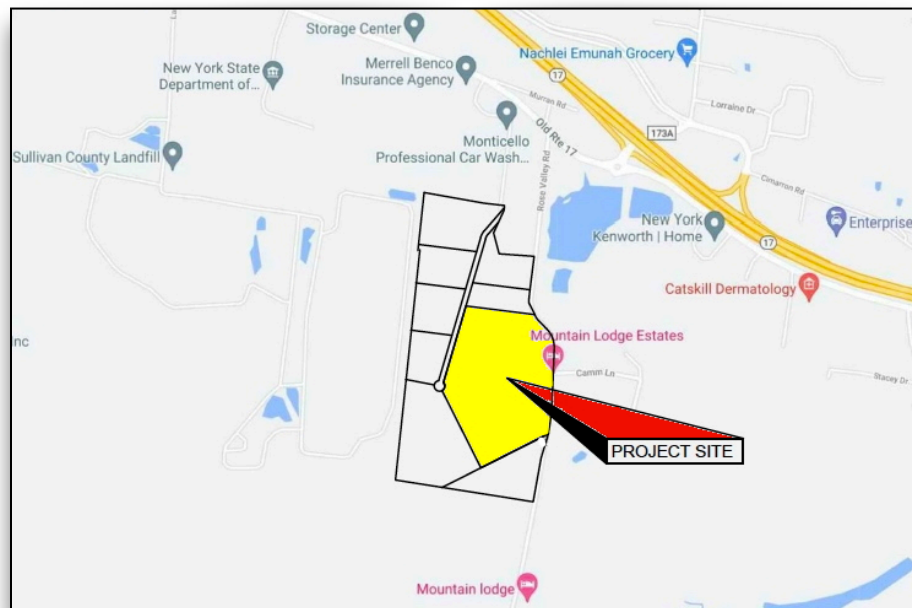 Storage Center
Nachlei Emunah Grocery
Merrell Benco
Insurance Agency
New York State
Department of...
17
Murran Rd
Lorraine Dr
Old Rte 17
173A
Monticello
Professional Car Wash...
Sullivan County Landfill
Rose Valley Rd
Cimarron Rd
New York
Kenworth | Home
Enterprise
17
Catskill Dermatology
Mountain Lodge Estates
inc
Camm Ln
Stacey Dr
PROJECT SITE
Mountain lodge